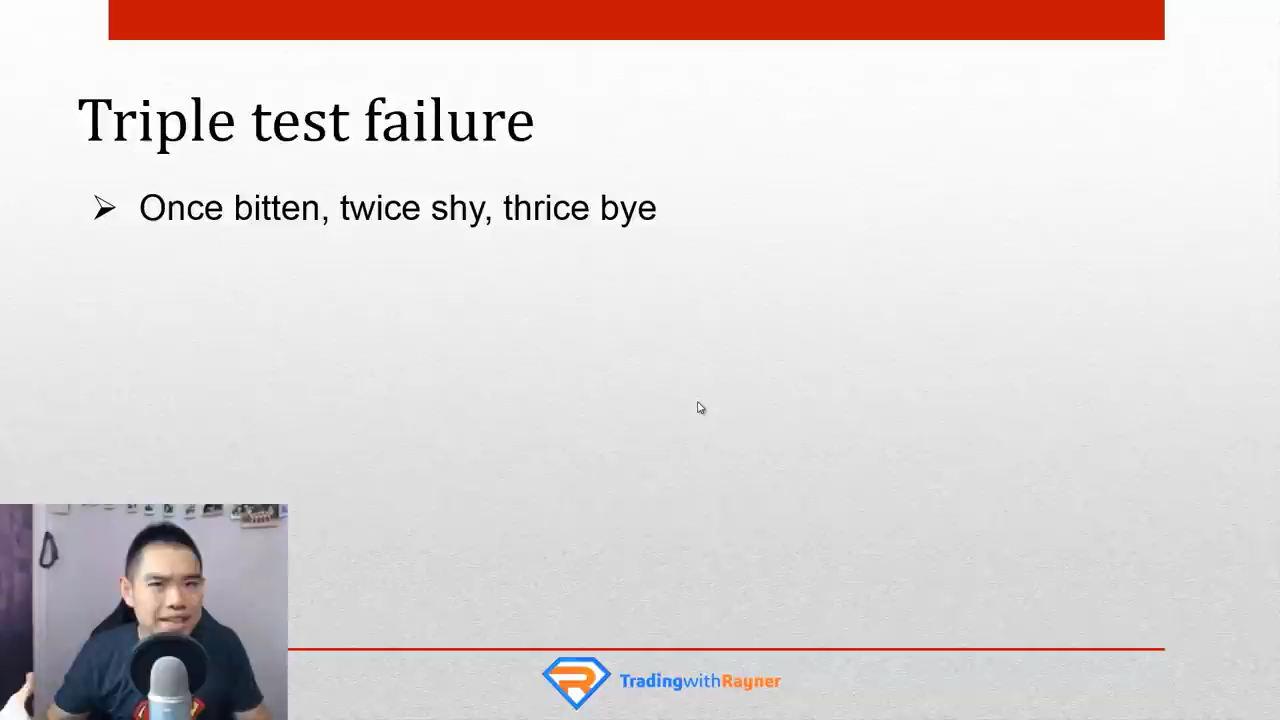 Triple test failure
Once bitten, twice shy, thrice bye
TradingwithRayner